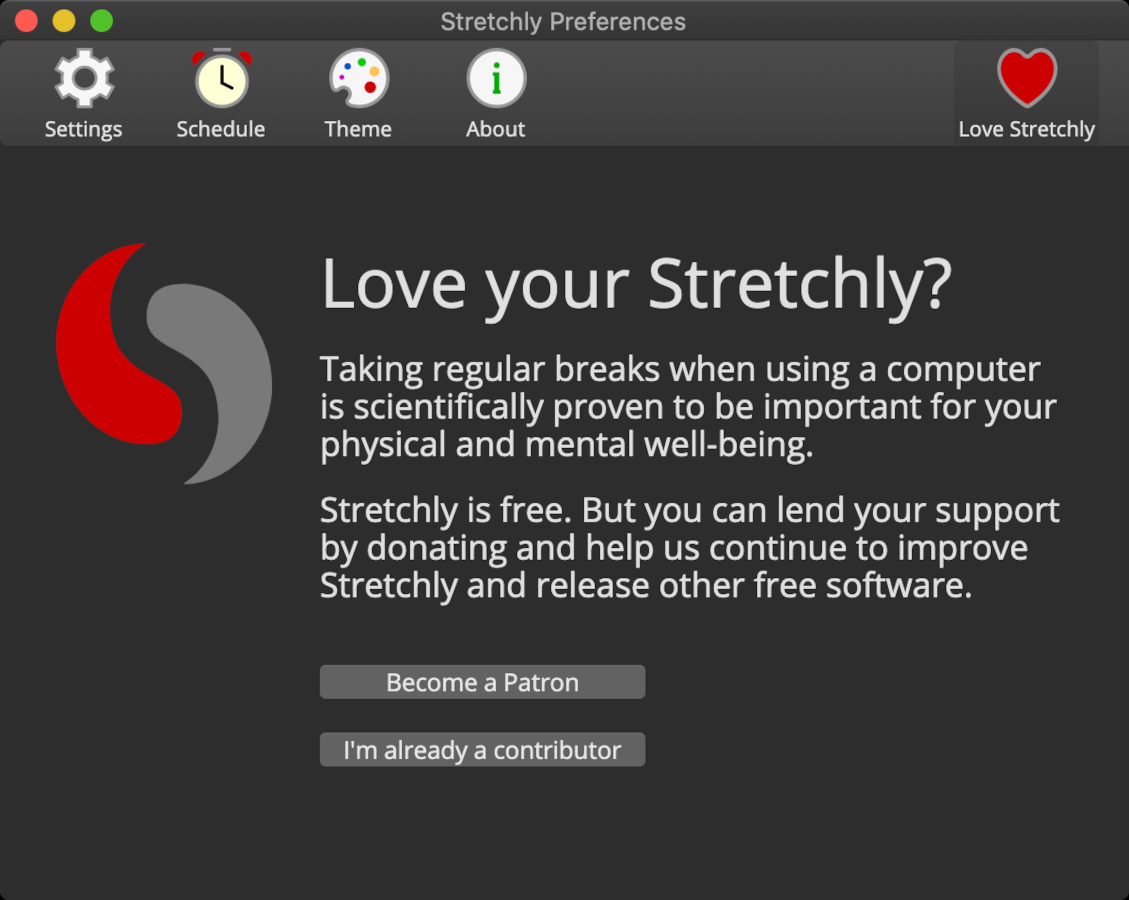 Stretchly Preferences
Settings
Schedule
Theme
About
Love Stretchly
Love your Stretchly?
Taking regular breaks when using a computer
is scientifically proven to be important for your
physical and mental well-being.
Stretchly is free. But you can lend your support
by donating and help us continue to improve
Stretchly and release other free software.
Become a Patron
I'm already a contributor